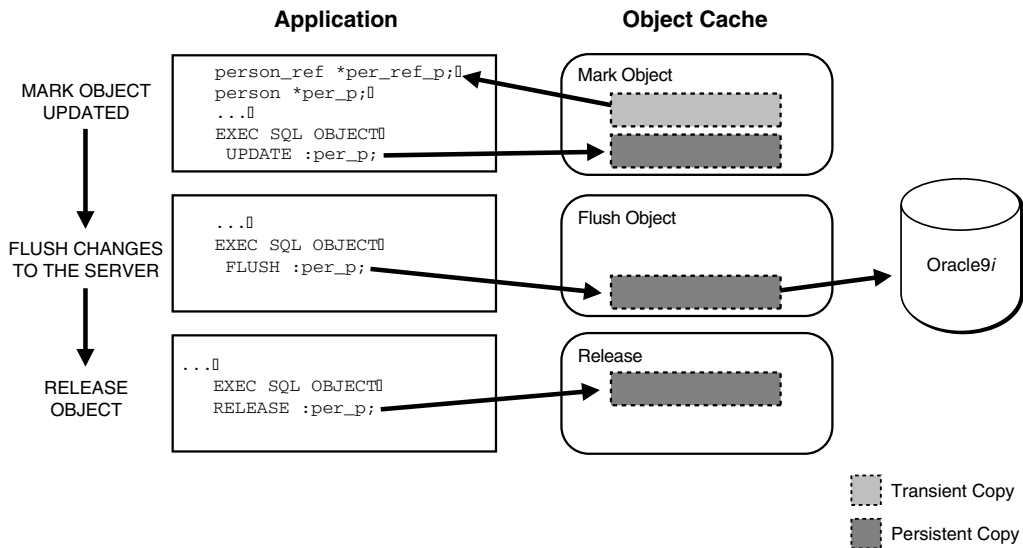 Application
Object Cache
MARK OBJECT
UPDATED
person_ref *per_ref_p;▯
person *per_p;▯
...▯
EXEC SQL OBJECT▯
UPDATE :per_p;
Mark Object
FLUSH CHANGES
TO THE SERVER
...▯
EXEC SQL OBJECT▯
FLUSH :per_p;
Flush Object
Oracle9i
RELEASE
OBJECT
...▯
EXEC SQL OBJECT▯
RELEASE :per_p;
Release
Transient Copy
Persistent Copy